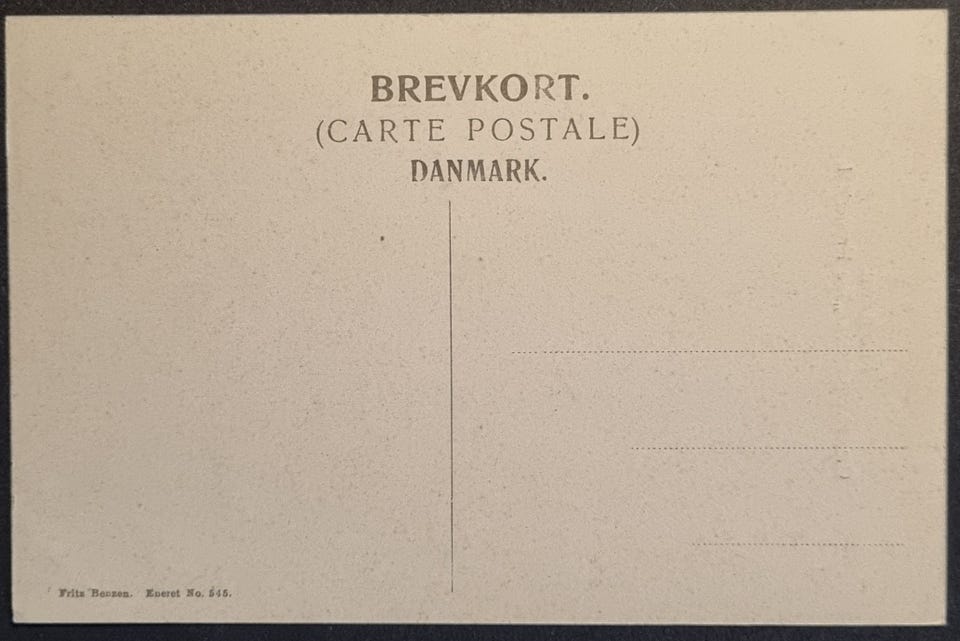 BREVKORT.
(CARTE POSTALE)
DANMARK.
Fritz Benzen. Eneret No. 545.